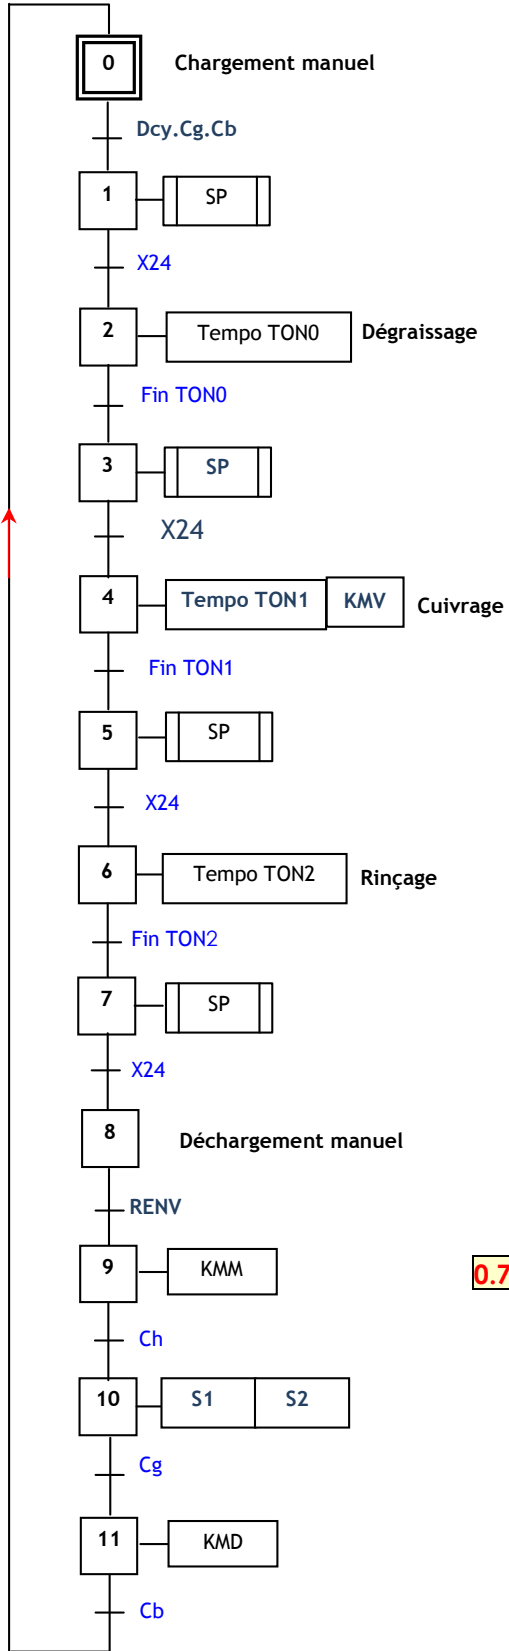 0 Chargement manuel
Dcy.Cg.Cb
1 SP
X24
2 Tempo TON0 Dégraissage
Fin TON0
3 SP
X24
4 Tempo TON1 KMV Cuivrage
Fin TON1
5 SP
X24
6 Tempo TON2 Rinçage
Fin TON2
7 SP
X24
8 Déchargement manuel
RENV
9 KMM 0.7
Ch
10 S1 S2
Cg
11 KMD
Cb